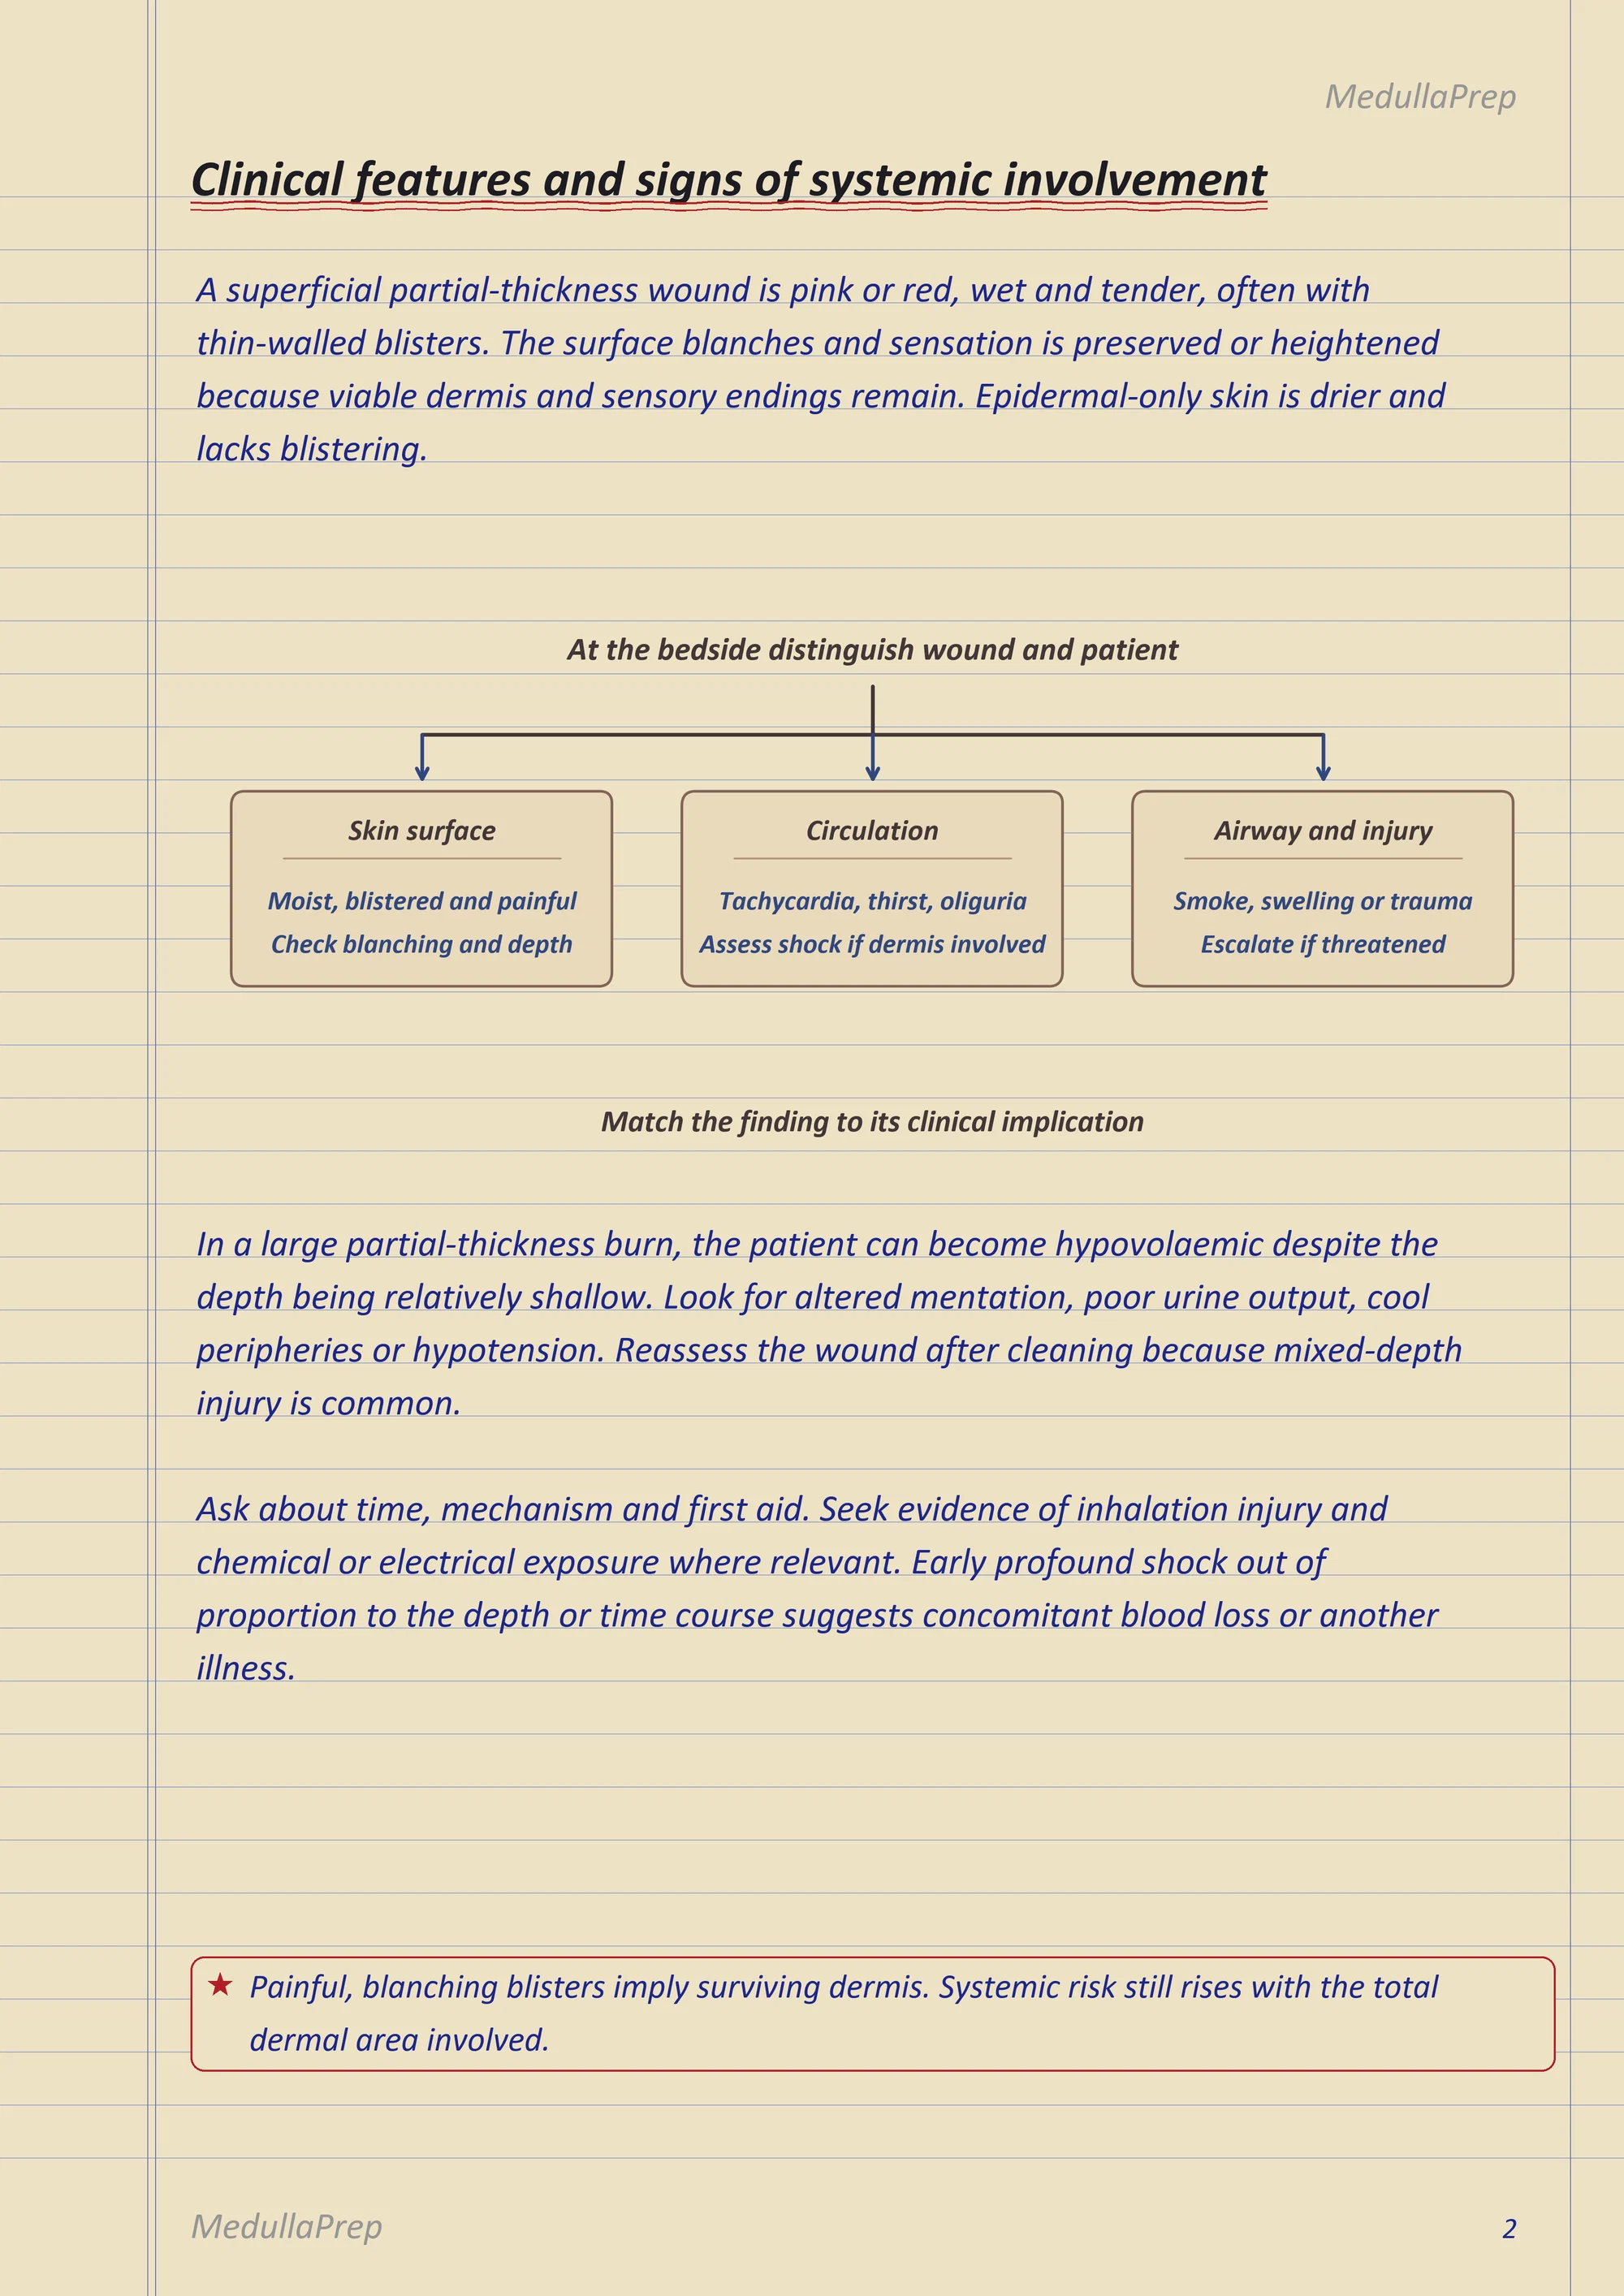 MedullaPrep
Clinical features and signs of systemic involvement
A superficial partial-thickness wound is pink or red, wet and tender, often with
thin-walled blisters. The surface blanches and sensation is preserved or heightened
because viable dermis and sensory endings remain. Epidermal-only skin is drier and
lacks blistering.
At the bedside distinguish wound and patient
Skin surface
Moist, blistered and painful
Check blanching and depth
Circulation
Tachycardia, thirst, oliguria
Assess shock if dermis involved
Airway and injury
Smoke, swelling or trauma
Escalate if threatened
Match the finding to its clinical implication
In a large partial-thickness burn, the patient can become hypovolaemic despite the
depth being relatively shallow. Look for altered mentation, poor urine output, cool
peripheries or hypotension. Reassess the wound after cleaning because mixed-depth
injury is common.
Ask about time, mechanism and first aid. Seek evidence of inhalation injury and
chemical or electrical exposure where relevant. Early profound shock out of
proportion to the depth or time course suggests concomitant blood loss or another
illness.
★ Painful, blanching blisters imply surviving dermis. Systemic risk still rises with the total
dermal area involved.
MedullaPrep
2